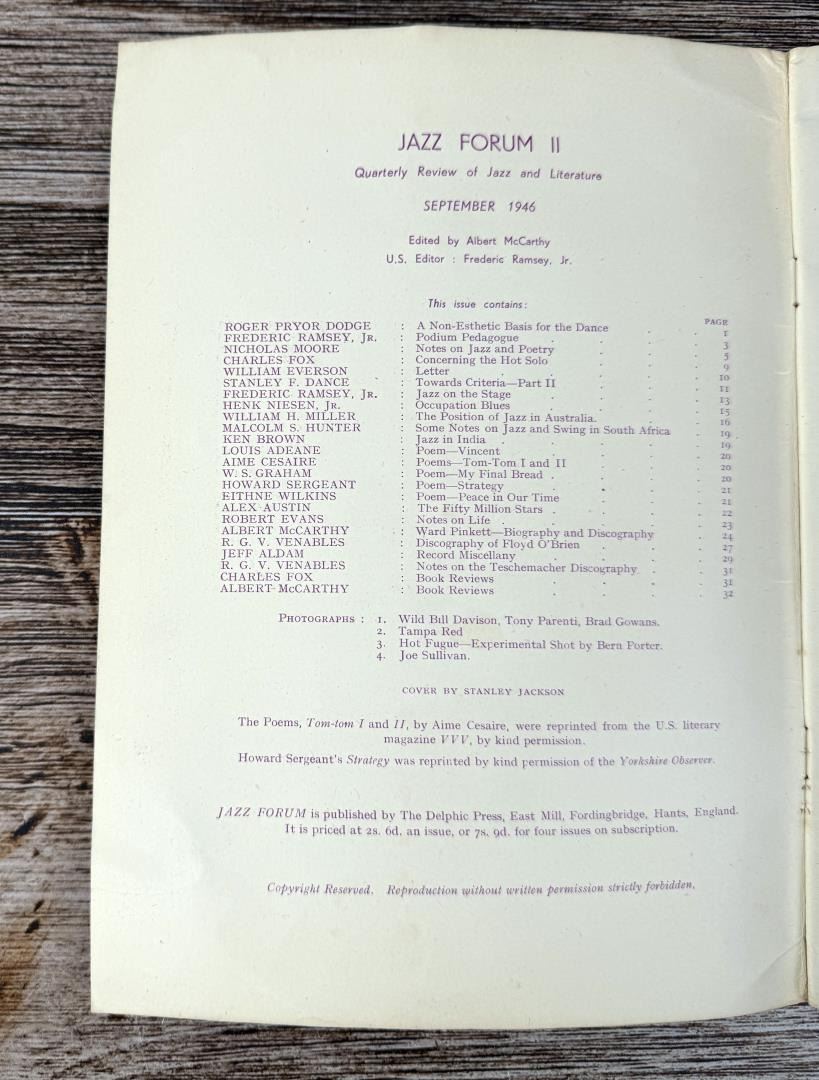 JAZZ FORUM II
Quarterly Review of Jazz and Literature
SEPTEMBER 1946
Edited by Albert McCarthy
U.S. Editor : Frederic Ramsey, Jr.
This issue contains:
PAGE
ROGER PRYOR DODGE : A Non-Esthetic Basis for the Dance . . 1
FREDERIC RAMSEY, Jr. : Podium Pedagogue . . . . 3
NICHOLAS MOORE : Notes on Jazz and Poetry . . . 5
CHARLES FOX : Concerning the Hot Solo . . . 9
WILLIAM EVERSON : Letter . . . . . 10
STANLEY F. DANCE : Towards Criteria—Part II . . . 11
FREDERIC RAMSEY, Jr. : Jazz on the Stage . . . 13
HENK NIESEN, Jr. : Occupation Blues . . . 15
WILLIAM H. MILLER : The Position of Jazz in Australia. . . 16
MALCOLM S. HUNTER : Some Notes on Jazz and Swing in South Africa . 19
KEN BROWN : Jazz in India . . . . 19
LOUIS ADEANE : Poem—Vincent . . . . 20
AIME CESAIRE : Poems—Tom-Tom I and II . . . 20
W. S. GRAHAM : Poem—My Final Bread . . . . 20
HOWARD SERGEANT : Poem—Strategy . . . . 21
EITHNE WILKINS : Poem—Peace in Our Time . . . 21
ALEX AUSTIN : The Fifty Million Stars . . . . 22
ROBERT EVANS : Notes on Life . . . . . 23
ALBERT McCARTHY : Ward Pinkett—Biography and Discography . 24
R. G. V. VENABLES : Discography of Floyd O'Brien . . . 27
JEFF ALDAM : Record Miscellany . . . 29
R. G. V. VENABLES : Notes on the Teschemacher Discography . . 31
CHARLES FOX : Book Reviews . . . . 31
ALBERT McCARTHY : Book Reviews . . . . 32
Photographs : 1. Wild Bill Davison, Tony Parenti, Brad Gowans.
2. Tampa Red
3. Hot Fugue—Experimental Shot by Bern Porter.
4. Joe Sullivan.
COVER BY STANLEY JACKSON
The Poems, Tom-tom I and II, by Aime Cesaire, were reprinted from the U.S. literary
magazine VVV, by kind permission.
Howard Sergeant's Strategy was reprinted by kind permission of the Yorkshire Observer.
JAZZ FORUM is published by The Delphic Press, East Mill, Fordingbridge, Hants, England.
It is priced at 2s. 6d. an issue, or 7s. 9d. for four issues on subscription.
Copyright Reserved. Reproduction without written permission strictly forbidden.